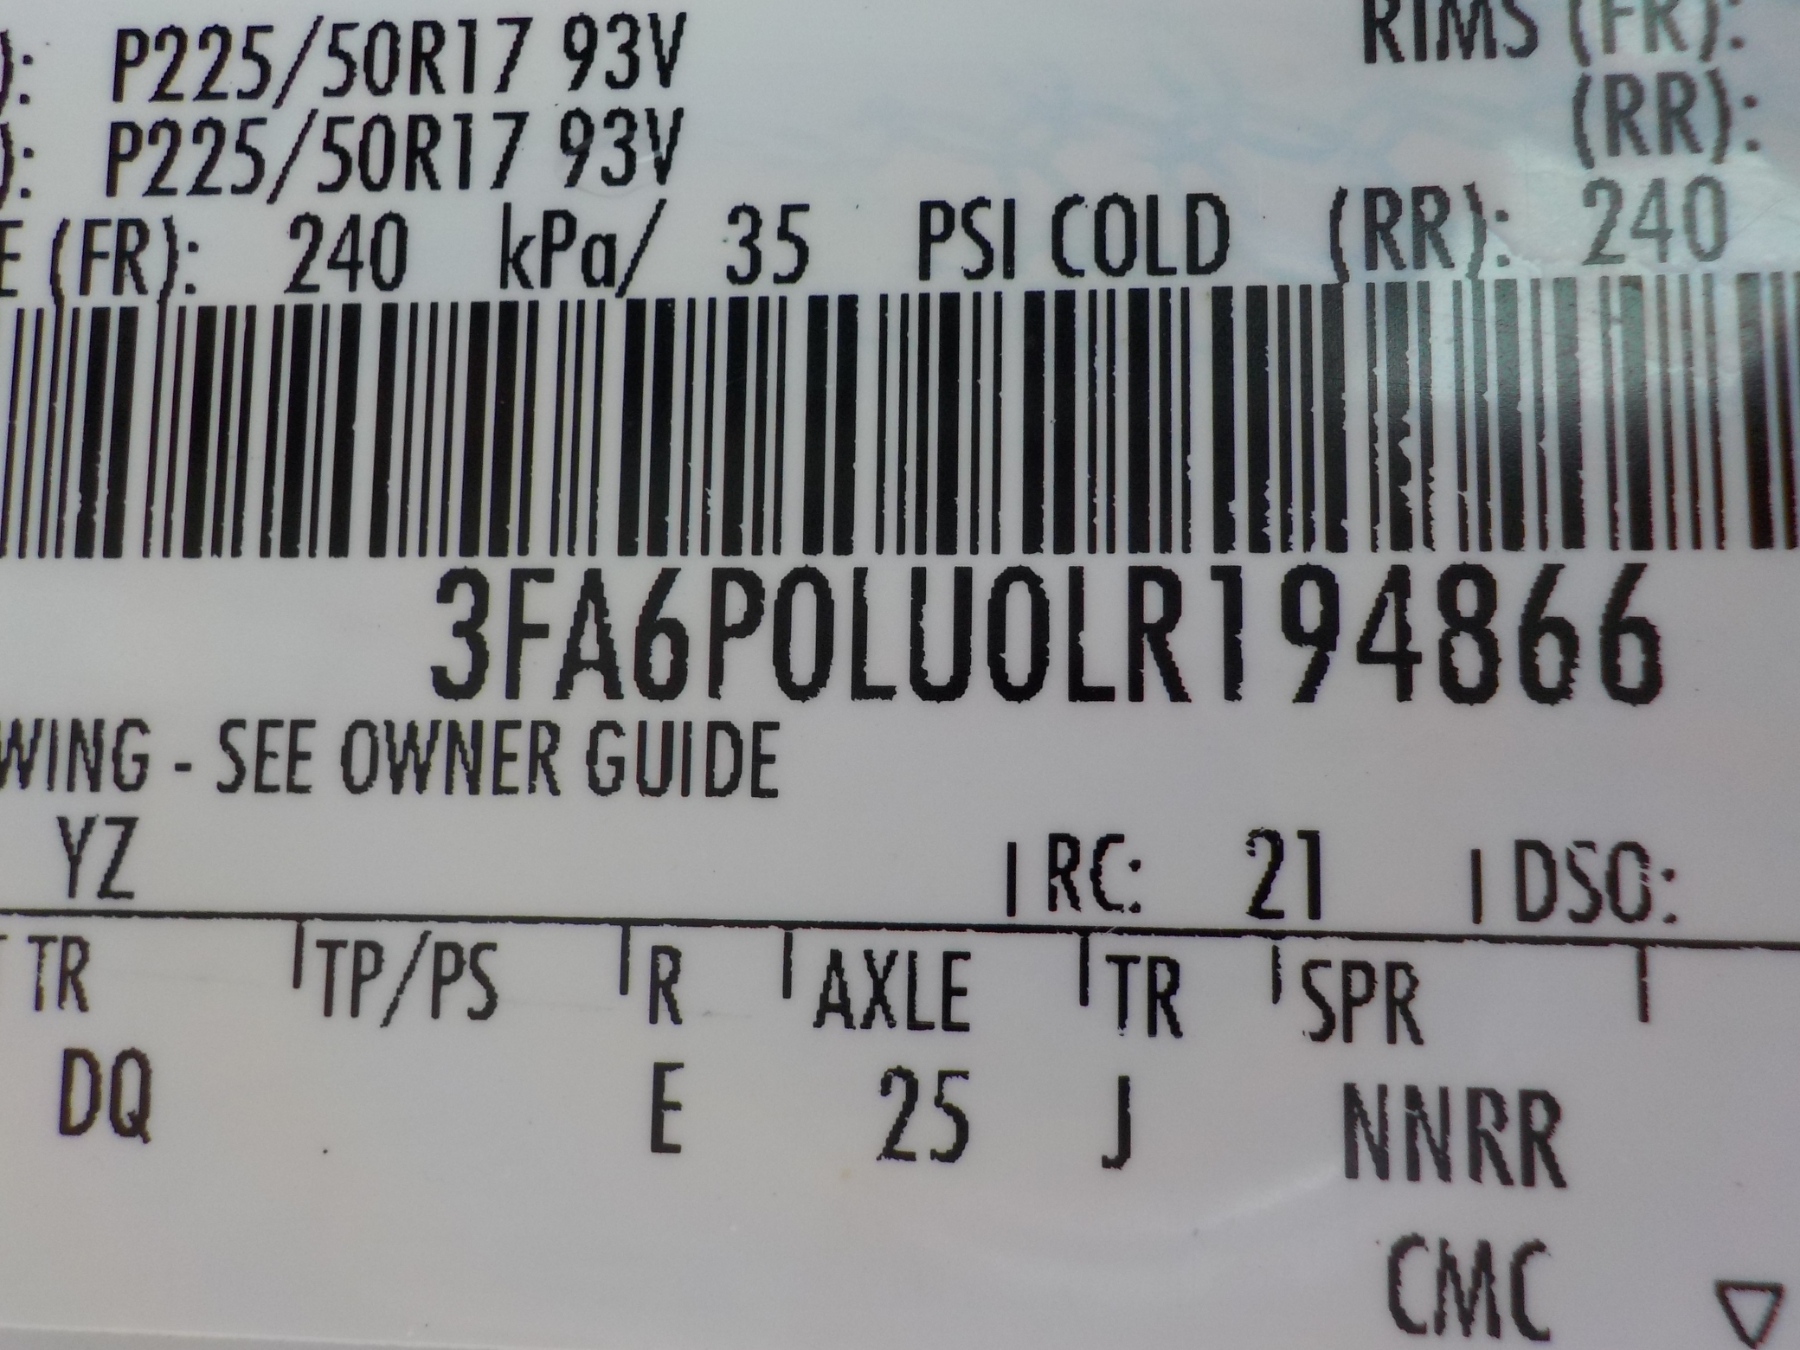 ): P225/50R17 93V RIMS (FR):
): P225/50R17 93V (RR):
E (FR): 240 kPa/ 35 PSI COLD (RR): 240
3FA6P0LU0LR194866
WING - SEE OWNER GUIDE
YZ RC: 21 DSO:
TR TP/PS R AXLE TR SPR
DQ E 25 J NNRR
CMC